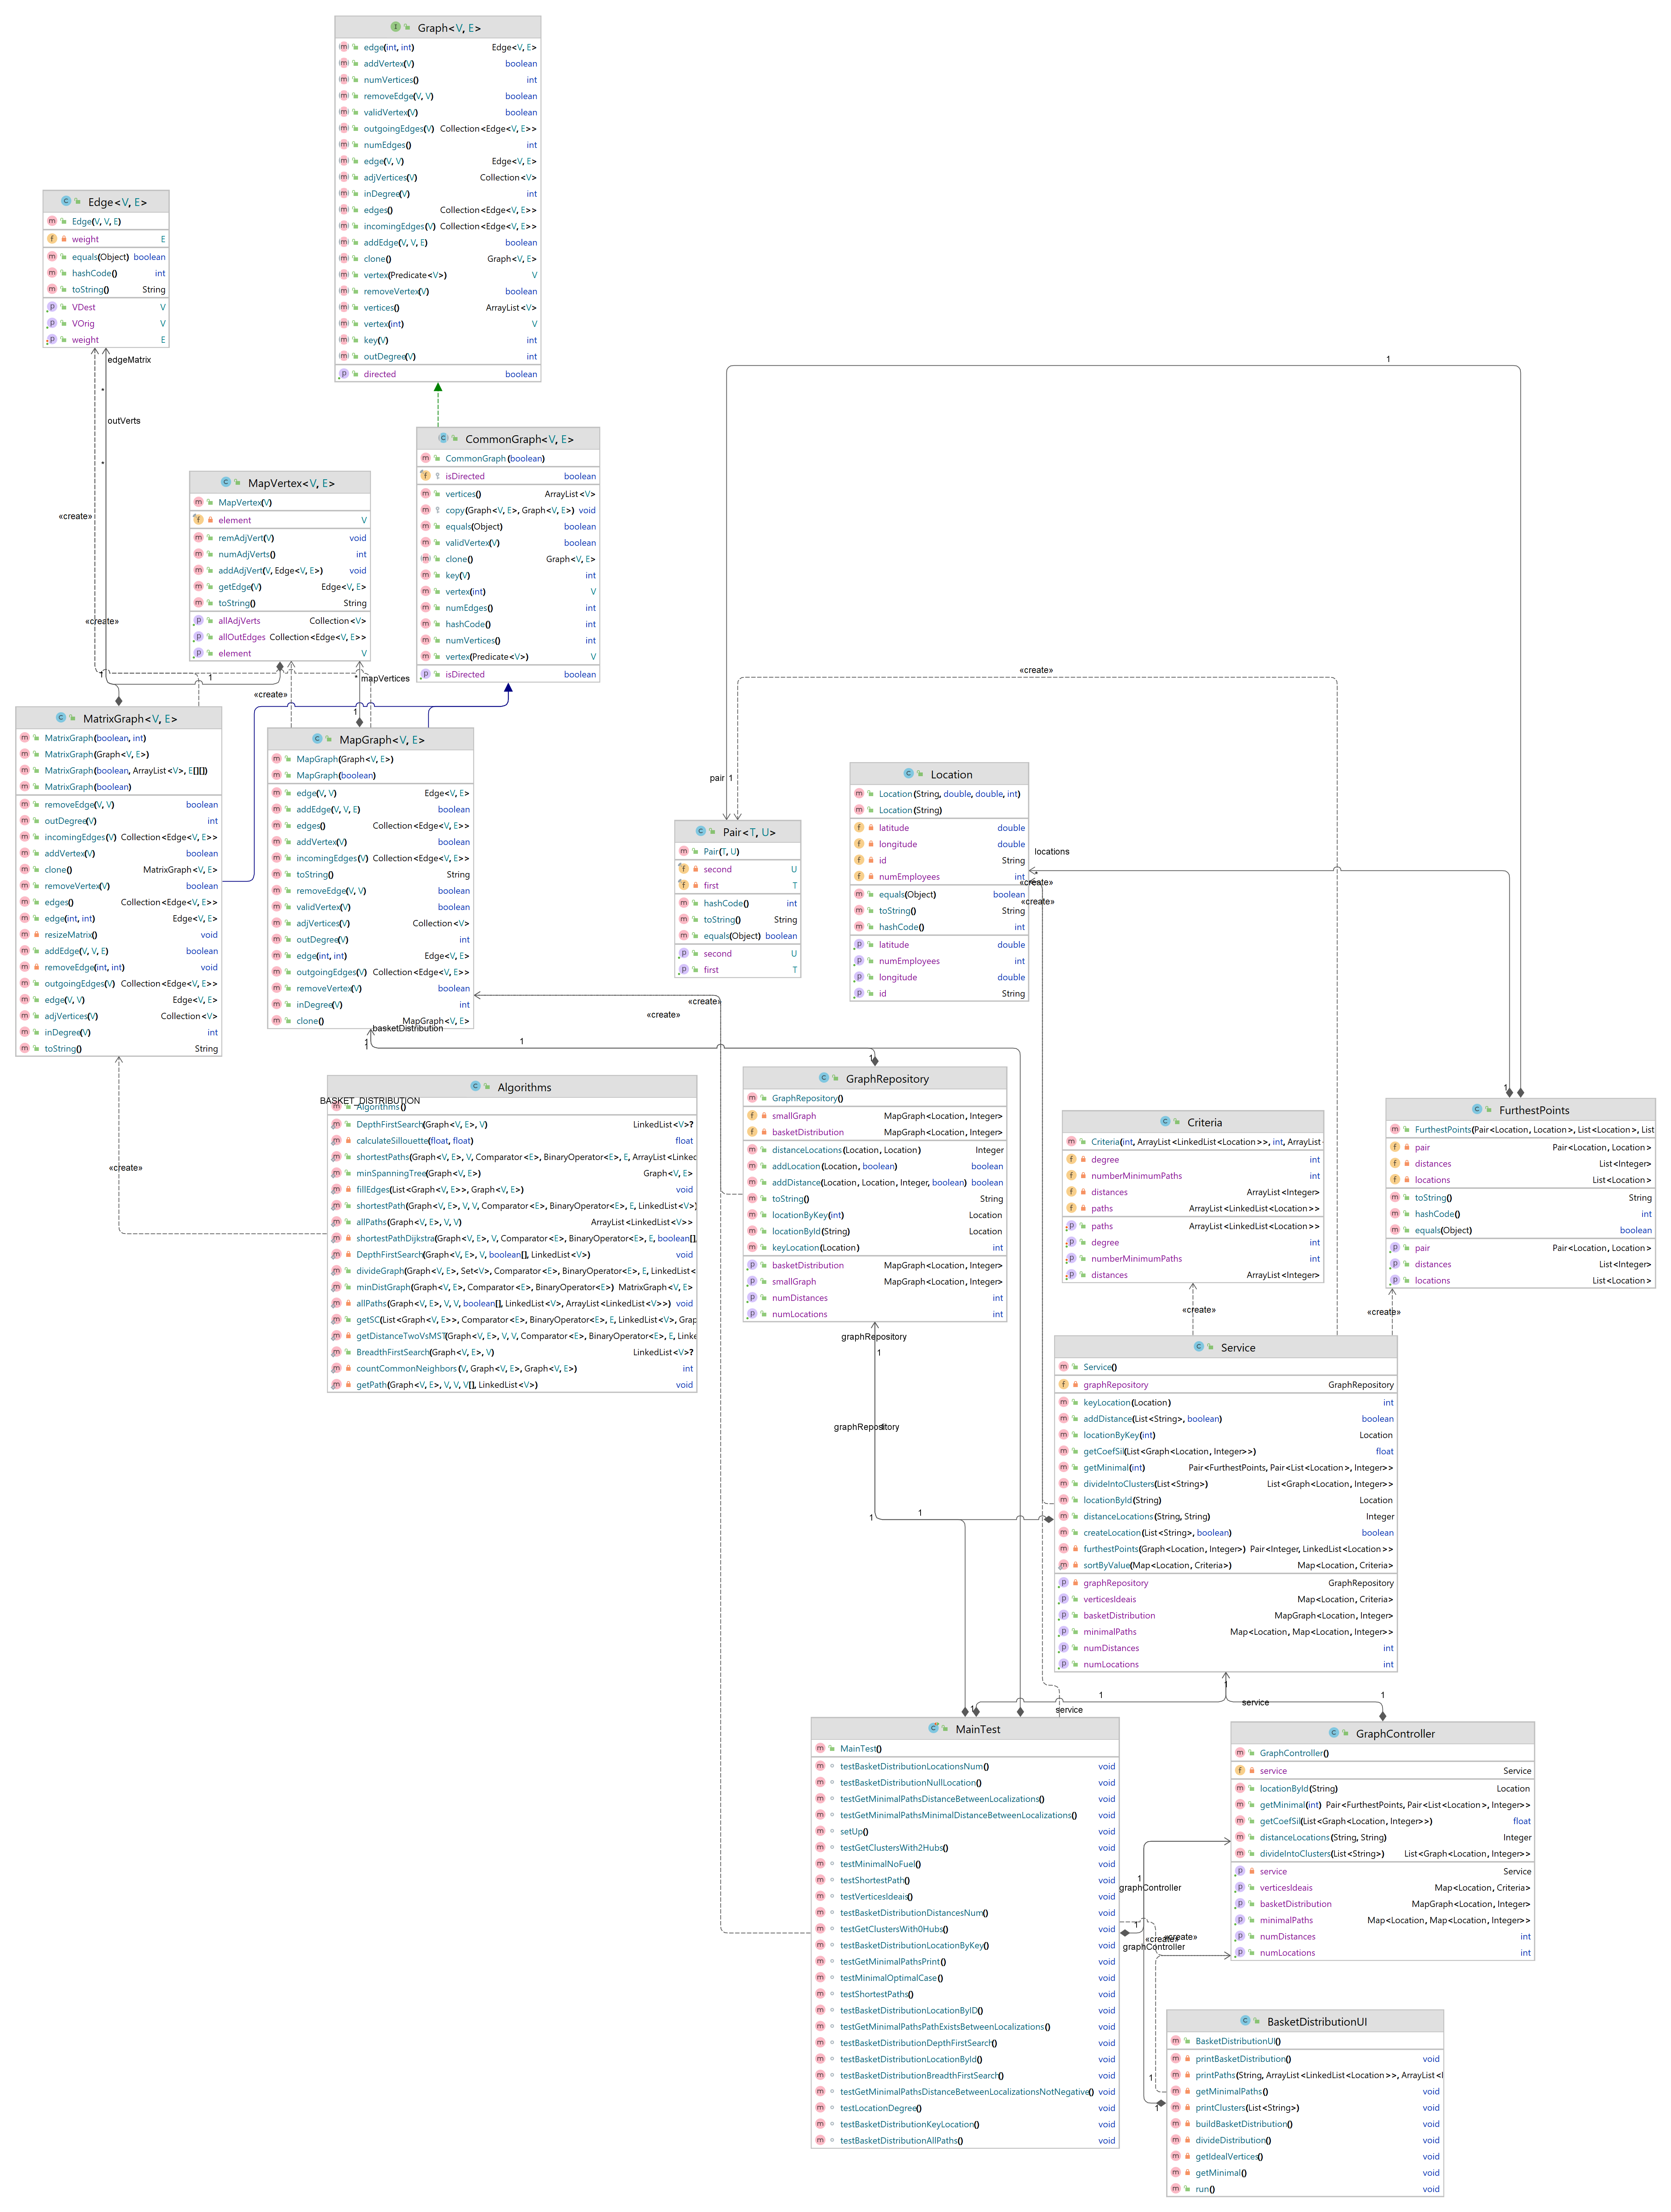 Graph<V, E>
edge(int, int) Edge<V, E>
addVertex(V) boolean
numVertices() int
removeEdge(V, V) boolean
validVertex(V) boolean
outgoingEdges(V) Collection<Edge<V, E>>
numEdges() int
edge(V, V) Edge<V, E>
adjVertices(V) Collection<V>
inDegree(V) int
edges() Collection<Edge<V, E>>
incomingEdges(V) Collection<Edge<V, E>>
addEdge(V, V, E) boolean
clone() Graph<V, E>
vertex(Predicate<V>) V
removeVertex(V) boolean
vertices() ArrayList<V>
vertex(int) V
key(V) int
outDegree(V) int
directed boolean
Edge<V, E>
Edge(V, V, E)
weight E
equals(Object) boolean
hashCode() int
toString() String
VDest V
VOrig V
weight E
edgeMatrix
*
outVerts
*
«create»
«create»
1
1
CommonGraph<V, E>
CommonGraph(boolean)
isDirected boolean
vertices() ArrayList<V>
copy(Graph<V, E>, Graph<V, E>) void
equals(Object) boolean
validVertex(V) boolean
clone() Graph<V, E>
key(V) int
vertex(int) V
numEdges() int
hashCode() int
numVertices() int
vertex(Predicate<V>) V
isDirected boolean
MapVertex<V, E>
MapVertex(V)
element V
remAdjVert(V) void
numAdjVerts() int
addAdjVert(V, Edge<V, E>) void
getEdge(V) Edge<V, E>
toString() String
allAdjVerts Collection<V>
allOutEdges Collection<Edge<V, E>>
element V
* mapVertices
«create»
1
MatrixGraph<V, E>
MatrixGraph(boolean, int)
MatrixGraph(Graph<V, E>)
MatrixGraph(boolean, ArrayList<V>, E[][])
MatrixGraph(boolean)
removeEdge(V, V) boolean
outDegree(V) int
incomingEdges(V) Collection<Edge<V, E>>
addVertex(V) boolean
clone() MatrixGraph<V, E>
removeVertex(V) boolean
edges() Collection<Edge<V, E>>
edge(int, int) Edge<V, E>
resizeMatrix() void
addEdge(V, V, E) boolean
removeEdge(int, int) void
outgoingEdges(V) Collection<Edge<V, E>>
edge(V, V) Edge<V, E>
adjVertices(V) Collection<V>
inDegree(V) int
toString() String
«create»
MapGraph<V, E>
MapGraph(Graph<V, E>)
MapGraph(boolean)
edge(V, V) Edge<V, E>
addEdge(V, V, E) boolean
edges() Collection<Edge<V, E>>
addVertex(V) boolean
incomingEdges(V) Collection<Edge<V, E>>
toString() String
removeEdge(V, V) boolean
validVertex(V) boolean
adjVertices(V) Collection<V>
outDegree(V) int
edge(int, int) Edge<V, E>
outgoingEdges(V) Collection<Edge<V, E>>
removeVertex(V) boolean
inDegree(V) int
clone() MapGraph<V, E>
basketDistribution
1
1
1
«create»
«create»
1
«create»
pair 1
Pair<T, U>
Pair(T, U)
second U
first T
hashCode() int
toString() String
equals(Object) boolean
second U
first T
Location
Location(String, double, double, int)
Location(String)
latitude double
longitude double
id String
numEmployees int
equals(Object) boolean
toString() String
hashCode() int
latitude double
numEmployees int
longitude double
id String
locations
*
«create»
«create»
Algorithms
BASKET_DISTRIBUTION
Algorithms()
DepthFirstSearch(Graph<V, E>, V) LinkedList<V>?
calculateSillouette(float, float) float
shortestPaths(Graph<V, E>, V, Comparator<E>, BinaryOperator<E>, E, ArrayList<Linked
minSpanningTree(Graph<V, E>) Graph<V, E>
fillEdges(List<Graph<V, E>>, Graph<V, E>) void
shortestPath(Graph<V, E>, V, V, Comparator<E>, BinaryOperator<E>, E, LinkedList<V>)
allPaths(Graph<V, E>, V, V) ArrayList<LinkedList<V>>
shortestPathDijkstra(Graph<V, E>, V, Comparator<E>, BinaryOperator<E>, E, boolean[],
DepthFirstSearch(Graph<V, E>, V, boolean[], LinkedList<V>) void
divideGraph(Graph<V, E>, Set<V>, Comparator<E>, BinaryOperator<E>, E, LinkedList<
minDistGraph(Graph<V, E>, Comparator<E>, BinaryOperator<E>) MatrixGraph<V, E>
allPaths(Graph<V, E>, V, V, boolean[], LinkedList<V>, ArrayList<LinkedList<V>>) void
getSC(List<Graph<V, E>>, Comparator<E>, BinaryOperator<E>, E, LinkedList<V>, Grap
getDistanceTwoVsMST(Graph<V, E>, V, V, Comparator<E>, BinaryOperator<E>, E, Linke
BreadthFirstSearch(Graph<V, E>, V) LinkedList<V>?
countCommonNeighbors(V, Graph<V, E>, Graph<V, E>) int
getPath(Graph<V, E>, V, V, V[], LinkedList<V>) void
GraphRepository
GraphRepository()
smallGraph MapGraph<Location, Integer>
basketDistribution MapGraph<Location, Integer>
distanceLocations(Location, Location) Integer
addLocation(Location, boolean) boolean
addDistance(Location, Location, Integer, boolean) boolean
toString() String
locationByKey(int) Location
locationById(String) Location
keyLocation(Location) int
basketDistribution MapGraph<Location, Integer>
smallGraph MapGraph<Location, Integer>
numDistances int
numLocations int
graphRepository
1
graphRepository
1
1
1
Criteria
Criteria(int, ArrayList<LinkedList<Location>>, int, ArrayList
degree int
numberMinimumPaths int
distances ArrayList<Integer>
paths ArrayList<LinkedList<Location>>
paths ArrayList<LinkedList<Location>>
degree int
numberMinimumPaths int
distances ArrayList<Integer>
«create»
1
FurthestPoints
FurthestPoints(Pair<Location, Location>, List<Location>, List
pair Pair<Location, Location>
distances List<Integer>
locations List<Location>
toString() String
hashCode() int
equals(Object) boolean
pair Pair<Location, Location>
distances List<Integer>
locations List<Location>
«create»
Service
Service()
graphRepository GraphRepository
keyLocation(Location) int
addDistance(List<String>, boolean) boolean
locationByKey(int) Location
getCoefSil(List<Graph<Location, Integer>>) float
getMinimal(int) Pair<FurthestPoints, Pair<List<Location>, Integer>>
divideIntoClusters(List<String>) List<Graph<Location, Integer>>
locationById(String) Location
distanceLocations(String, String) Integer
createLocation(List<String>, boolean) boolean
furthestPoints(Graph<Location, Integer>) Pair<Integer, LinkedList<Location>>
sortByValue(Map<Location, Criteria>) Map<Location, Criteria>
graphRepository GraphRepository
verticesIdeais Map<Location, Criteria>
basketDistribution MapGraph<Location, Integer>
minimalPaths Map<Location, Map<Location, Integer>>
numDistances int
numLocations int
1
1
service
1
1
service
MainTest
MainTest()
testBasketDistributionLocationsNum() void
testBasketDistributionNullLocation() void
testGetMinimalPathsDistanceBetweenLocalizations() void
testGetMinimalPathsMinimalDistanceBetweenLocalizations() void
setUp() void
testGetClustersWith2Hubs() void
testMinimalNoFuel() void
testShortestPath() void
testVerticesIdeais() void
testBasketDistributionDistancesNum() void
testGetClustersWith0Hubs() void
testBasketDistributionLocationByKey() void
testGetMinimalPathsPrint() void
testMinimalOptimalCase() void
testShortestPaths() void
testBasketDistributionLocationByID() void
testGetMinimalPathsPathExistsBetweenLocalizations() void
testBasketDistributionDepthFirstSearch() void
testBasketDistributionLocationById() void
testBasketDistributionBreadthFirstSearch() void
testGetMinimalPathsDistanceBetweenLocalizationsNotNegative() void
testLocationDegree() void
testBasketDistributionKeyLocation() void
testBasketDistributionAllPaths() void
GraphController
GraphController()
service Service
locationById(String) Location
getMinimal(int) Pair<FurthestPoints, Pair<List<Location>, Integer>>
getCoefSil(List<Graph<Location, Integer>>) float
distanceLocations(String, String) Integer
divideIntoClusters(List<String>) List<Graph<Location, Integer>>
service Service
verticesIdeais Map<Location, Criteria>
basketDistribution MapGraph<Location, Integer>
minimalPaths Map<Location, Map<Location, Integer>>
numDistances int
numLocations int
1
graphController
1
«create»
«create»
graphController
1
1
BasketDistributionUI
BasketDistributionUI()
printBasketDistribution() void
printPaths(String, ArrayList<LinkedList<Location>>, ArrayList<I
getMinimalPaths() void
printClusters(List<String>) void
buildBasketDistribution() void
divideDistribution() void
getIdealVertices() void
getMinimal() void
run() void